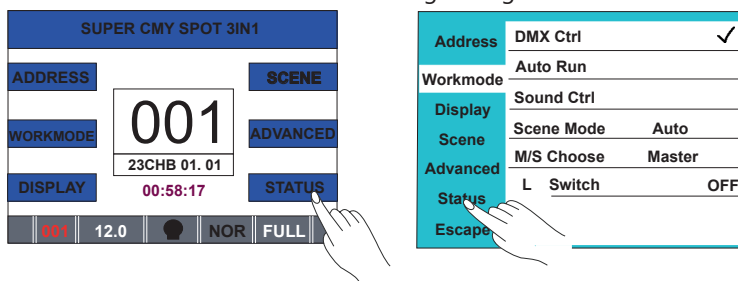 SUPER CMY SPOT 3IN1
ADDRESS
SCENE
001
WORKMODE
ADVANCED
23CHB 01. 01
DISPLAY
00:58:17
STATUS
001 12.0 NOR FULL
Address
DMX Ctrl
Workmode
Auto Run
Display
Sound Ctrl
Scene
Scene Mode Auto
Advanced
M/S Choose Master
Status
L Switch OFF
Escape